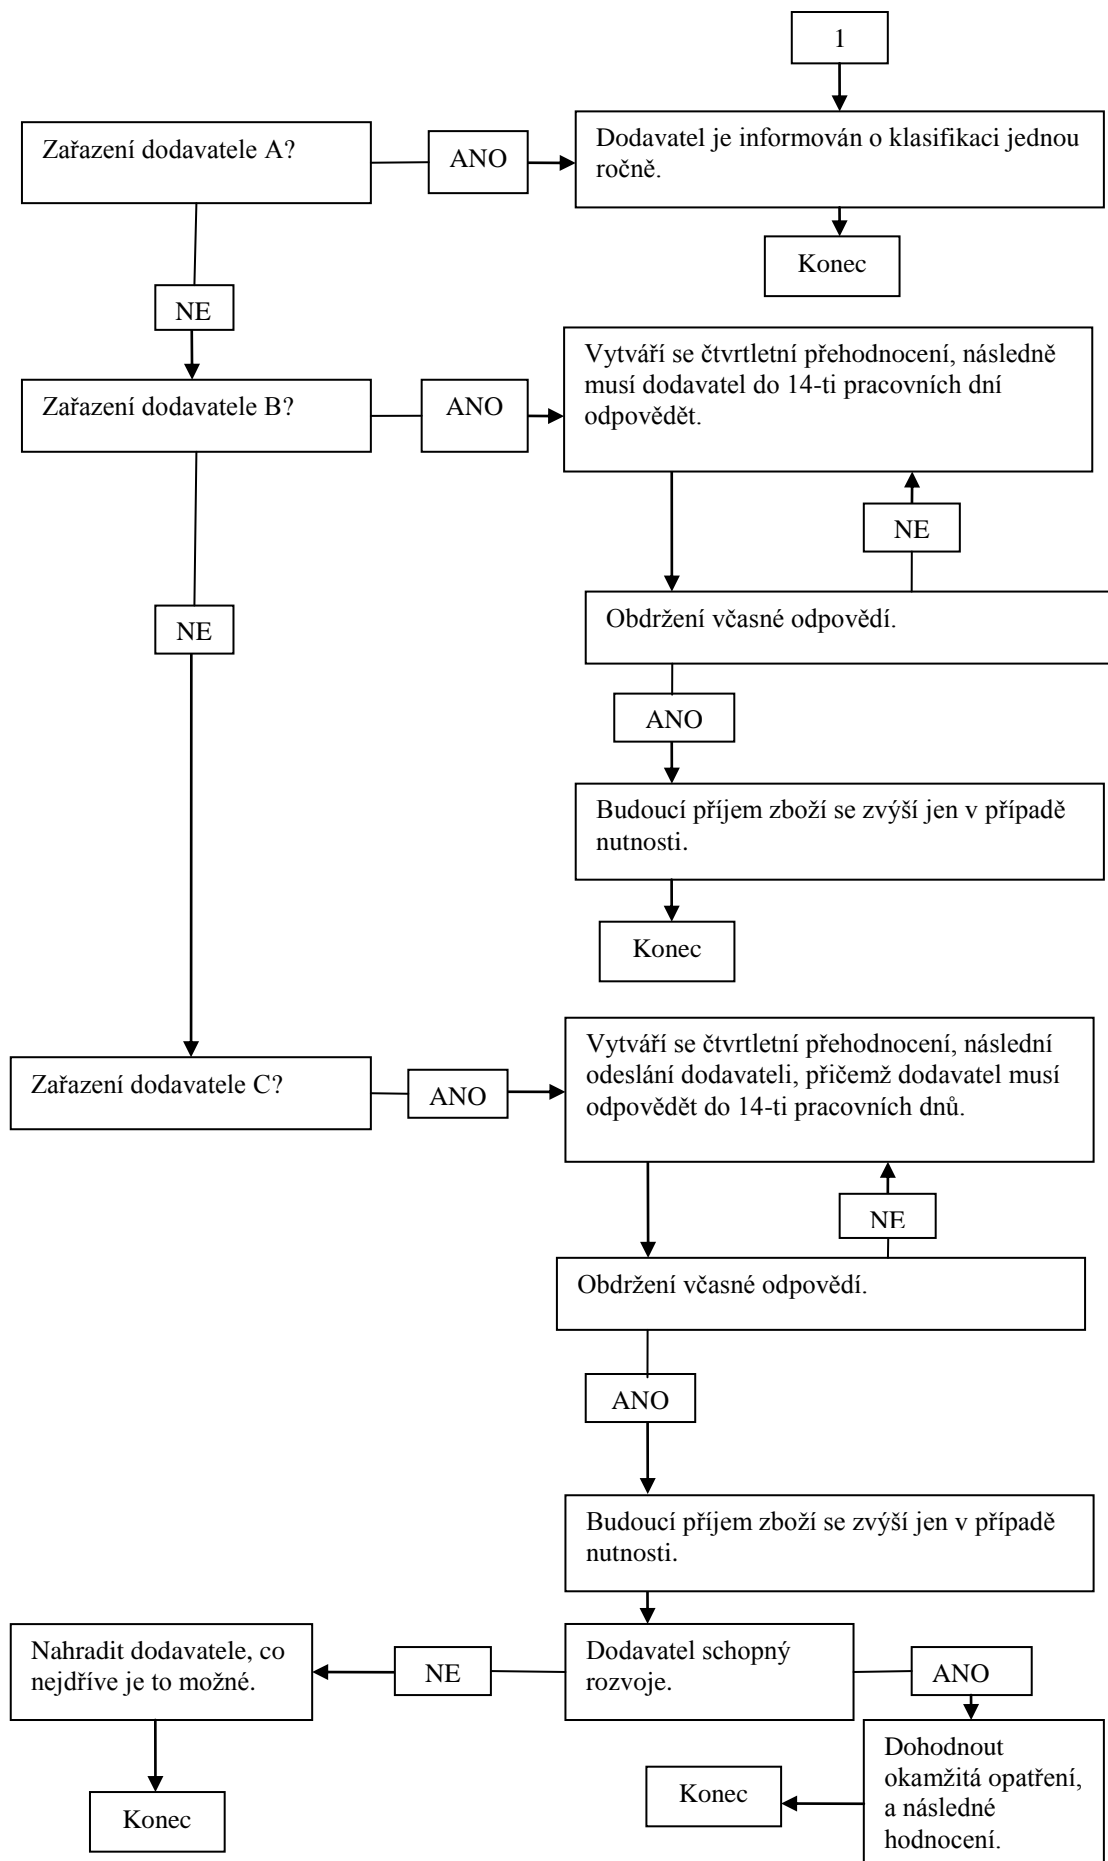 1
Zařazení dodavatele A?
ANO
Dodavatel je informován o klasifikaci jednou
ročně.
Konec
NE
Zařazení dodavatele B?
ANO
Vytváří se čtvrtletní přehodnocení, následně
musí dodavatel do 14-ti pracovních dní
odpovědět.
NE
NE
Obdržení včasné odpovědí.
ANO
Budoucí příjem zboží se zvýší jen v případě
nutnosti.
Konec
Zařazení dodavatele C?
ANO
Vytváří se čtvrtletní přehodnocení, následní
odeslání dodavateli, přičemž dodavatel musí
odpovědět do 14-ti pracovních dnů.
NE
Obdržení včasné odpovědí.
ANO
Budoucí příjem zboží se zvýší jen v případě
nutnosti.
Nahradit dodavatele, co
nejdříve je to možné.
NE
Dodavatel schopný
rozvoje.
ANO
Konec
Konec
Dohodnout
okamžitá opatření,
a následné
hodnocení.